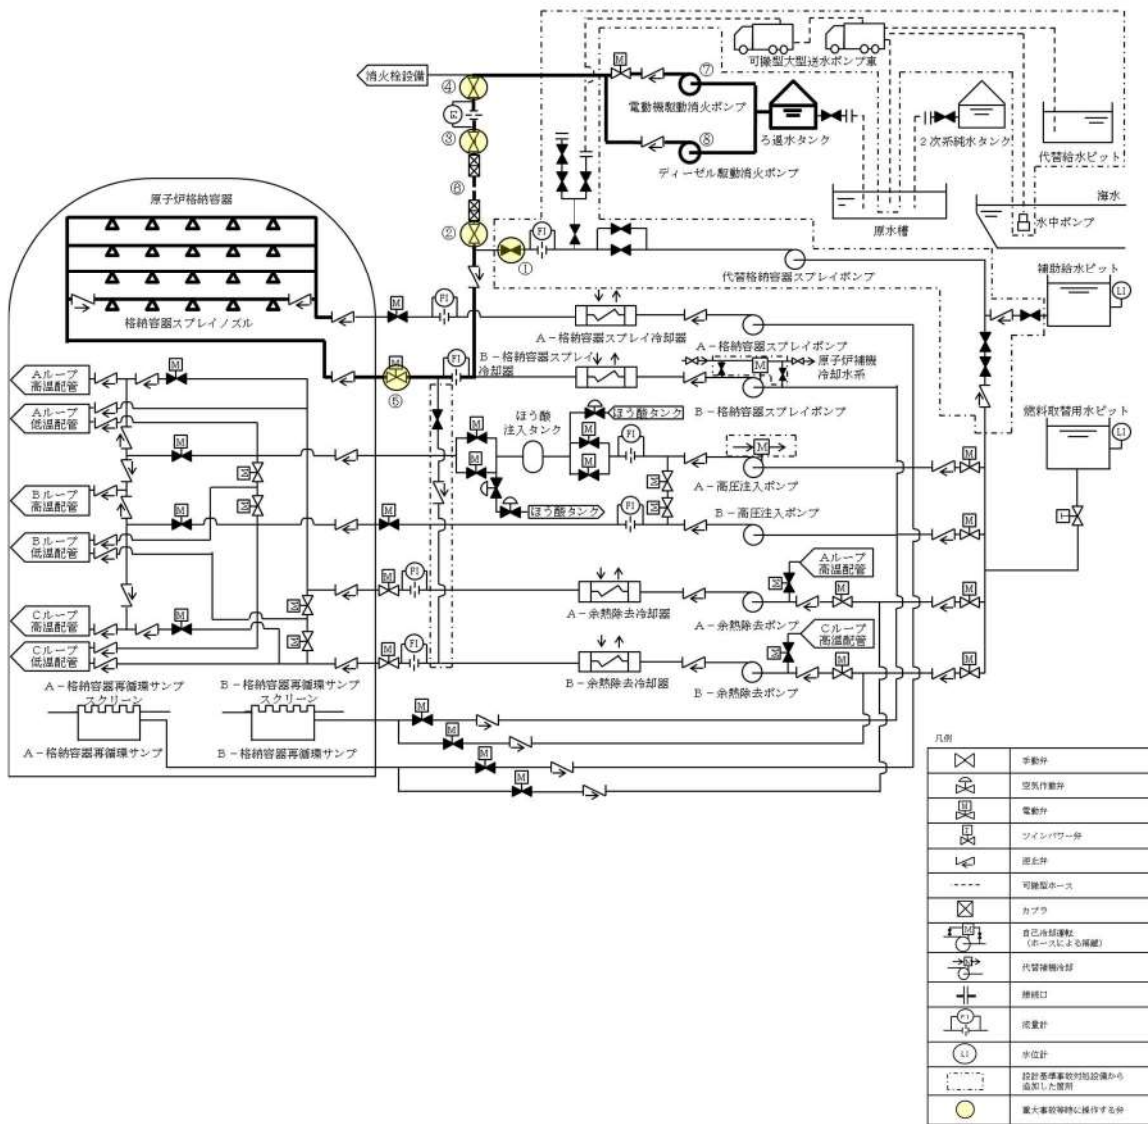 消火栓設備
④
③
⑥
②
①
M
⑦
電動機駆動消火ポンプ
⑧
ディーゼル駆動消火ポンプ
可搬型大型送水ポンプ車
ろ過水タンク
2次系純水タンク
代替給水ピット
原水槽
海水
水中ポンプ
FI
代替格納容器スプレイポンプ
補助給水ピット
LI
原子炉格納容器
格納容器スプレイノズル
M
FI
A-格納容器スプレイ冷却器
A-格納容器スプレイポンプ
B-格納容器スプレイ
冷却器
M
⑤
FI
M
原子炉補機
冷却水系
B-格納容器スプレイポンプ
燃料取替用水ピット
LI
Aループ
高温配管
Aループ
低温配管
Bループ
高温配管
Bループ
低温配管
Cループ
高温配管
Cループ
低温配管
ほう酸
注入タンク
ほう酸タンク
ほう酸タンク
FI
M
A-高圧注入ポンプ
FI
B-高圧注入ポンプ
Aループ
高温配管
A-余熱除去冷却器
A-余熱除去ポンプ
Cループ
高温配管
B-余熱除去冷却器
B-余熱除去ポンプ
A-格納容器再循環サンプ
スクリーン
B-格納容器再循環サンプ
スクリーン
A-格納容器再循環サンプ
B-格納容器再循環サンプ
M
M
M
M
凡例
手動弁
空気作動弁
M
電動弁
T
ツインパワー弁
逆止弁
可搬型ホース
カプラ
M
自己冷却運転
(ホースによる接続)
M
代替補機冷却
接続口
FI
流量計
LI
水位計
設計基準事故対処設備から
追加した箇所
重大事故等時に操作する弁